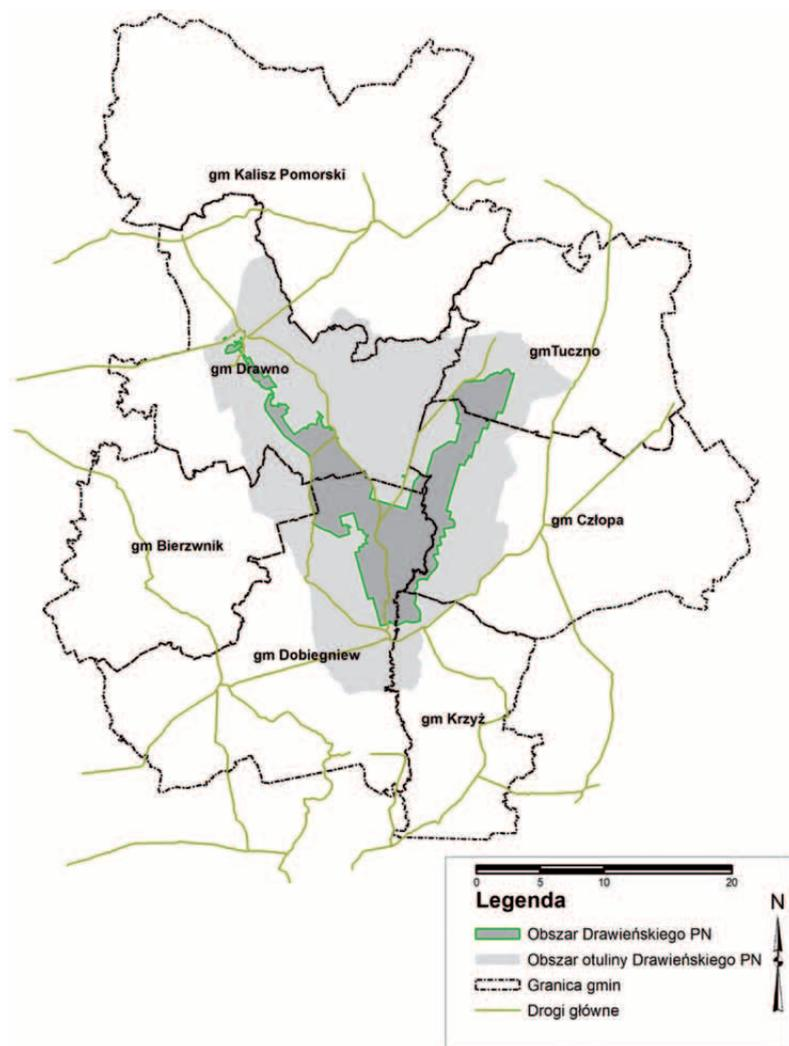 gm Kalisz Pomorski
gmTuczno
gm Drawno
gm Człopa
gm Bierzwnik
gm Dobiegniew
gm Krzyż
0 5 10 20
Legenda
N
Obszar Drawieńskiego PN
Obszar otuliny Drawieńskiego PN
Granica gmin
Drogi główne